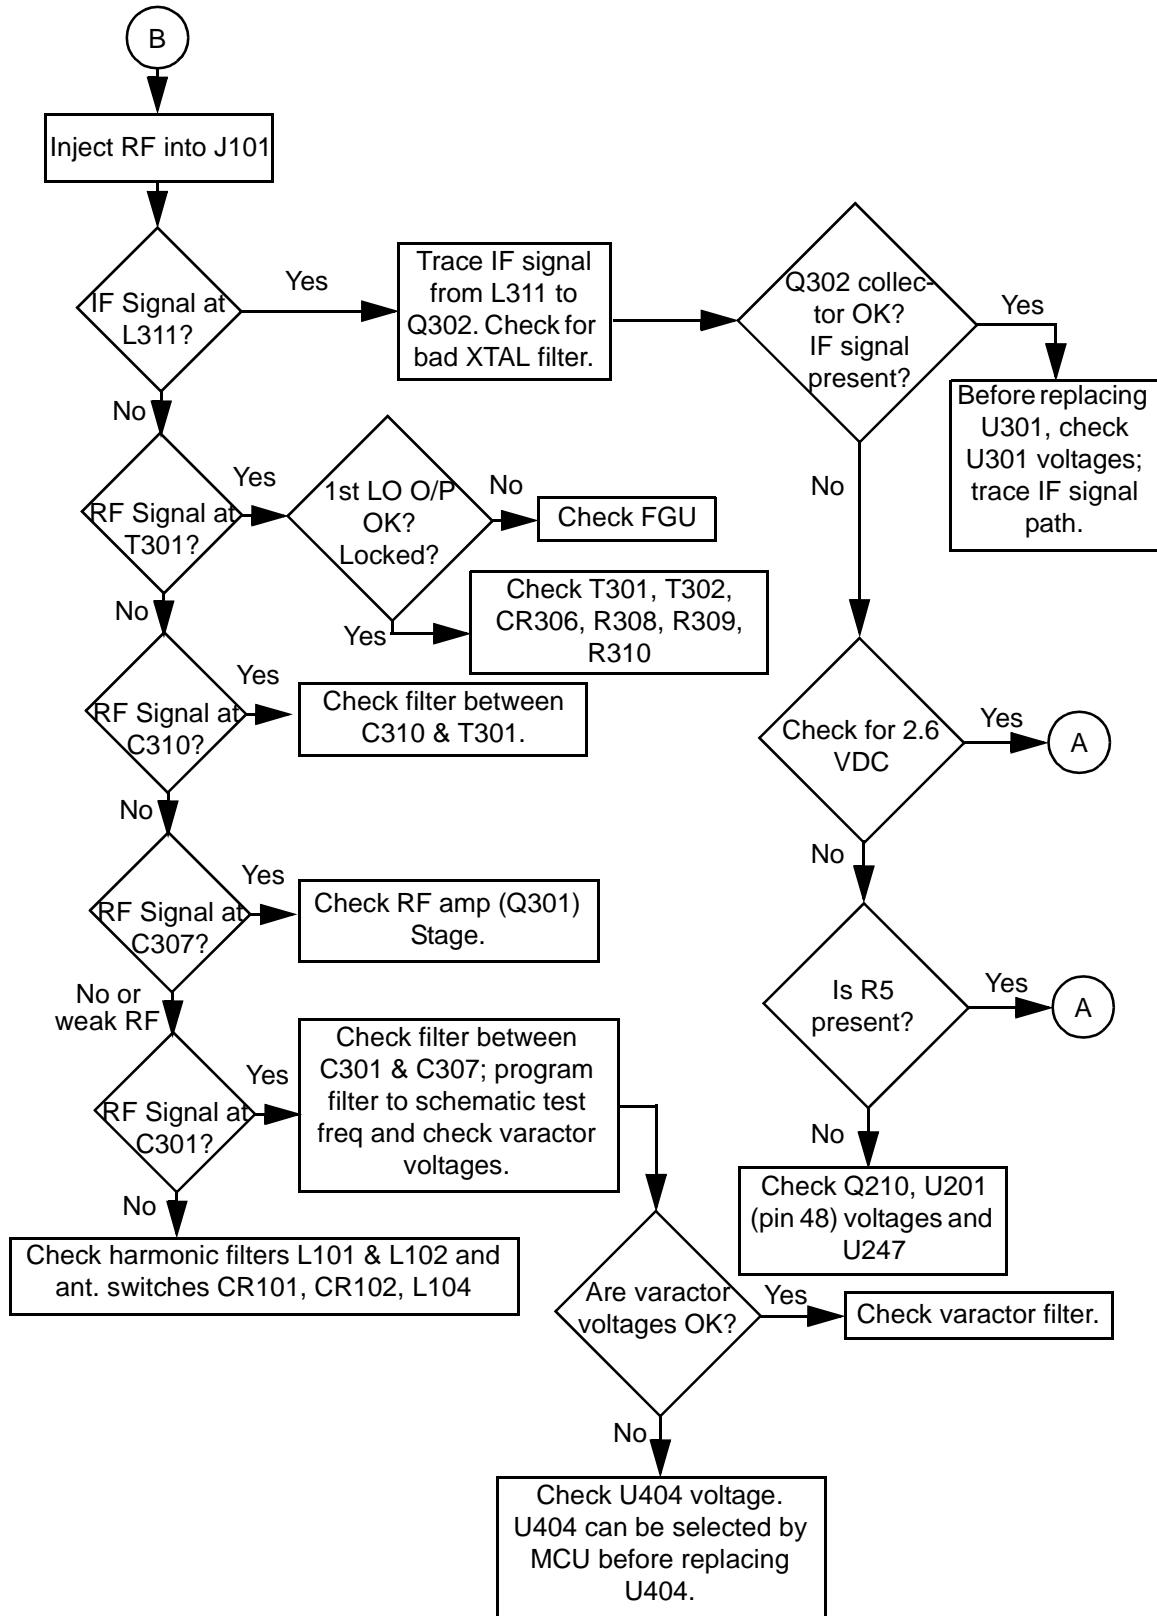 B
Inject RF into J101
IF Signal at
L311?
Yes
Trace IF signal
from L311 to
Q302. Check for
bad XTAL filter.
Q302 collec-
tor OK?
IF signal
present?
Yes
Before replacing
U301, check
U301 voltages;
trace IF signal
path.
No
No
RF Signal at
T301?
Yes
1st LO O/P
OK?
Locked?
No
Check FGU
Yes
Check T301, T302,
CR306, R308, R309,
R310
No
RF Signal at
C310?
Yes
Check filter between
C310 & T301.
Check for 2.6
VDC
Yes
A
No
No
RF Signal at
C307?
Yes
Check RF amp (Q301)
Stage.
Is R5
present?
Yes
A
No or
weak RF
RF Signal at
C301?
Yes
Check filter between
C301 & C307; program
filter to schematic test
freq and check varactor
voltages.
No
Check Q210, U201
(pin 48) voltages and
U247
No
Check harmonic filters L101 & L102 and
ant. switches CR101, CR102, L104
Are varactor
voltages OK?
Yes
Check varactor filter.
No
Check U404 voltage.
U404 can be selected by
MCU before replacing
U404.